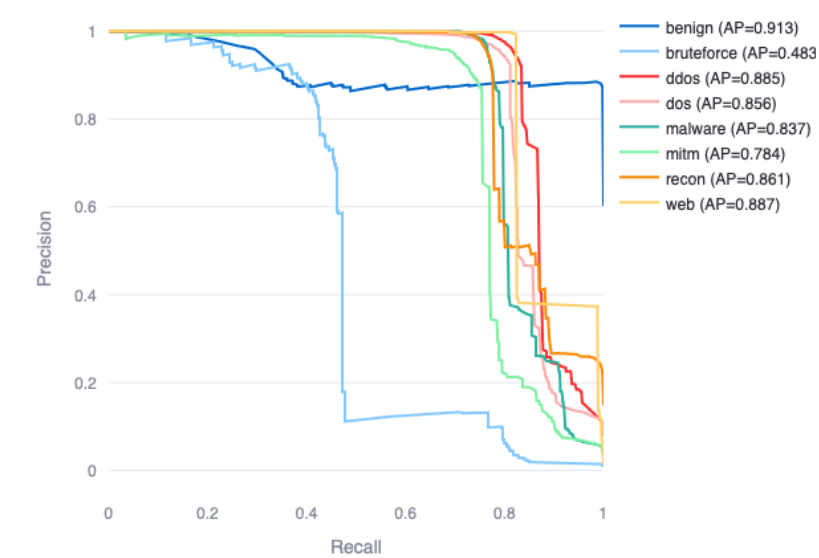 1
0.8
0.6
0.4
0.2
0
Precision
0
0.2
0.4
0.6
0.8
1
Recall
benign (AP=0.913)
bruteforce (AP=0.483
ddos (AP=0.885)
dos (AP=0.856)
malware (AP=0.837)
mitm (AP=0.784)
recon (AP=0.861)
web (AP=0.887)